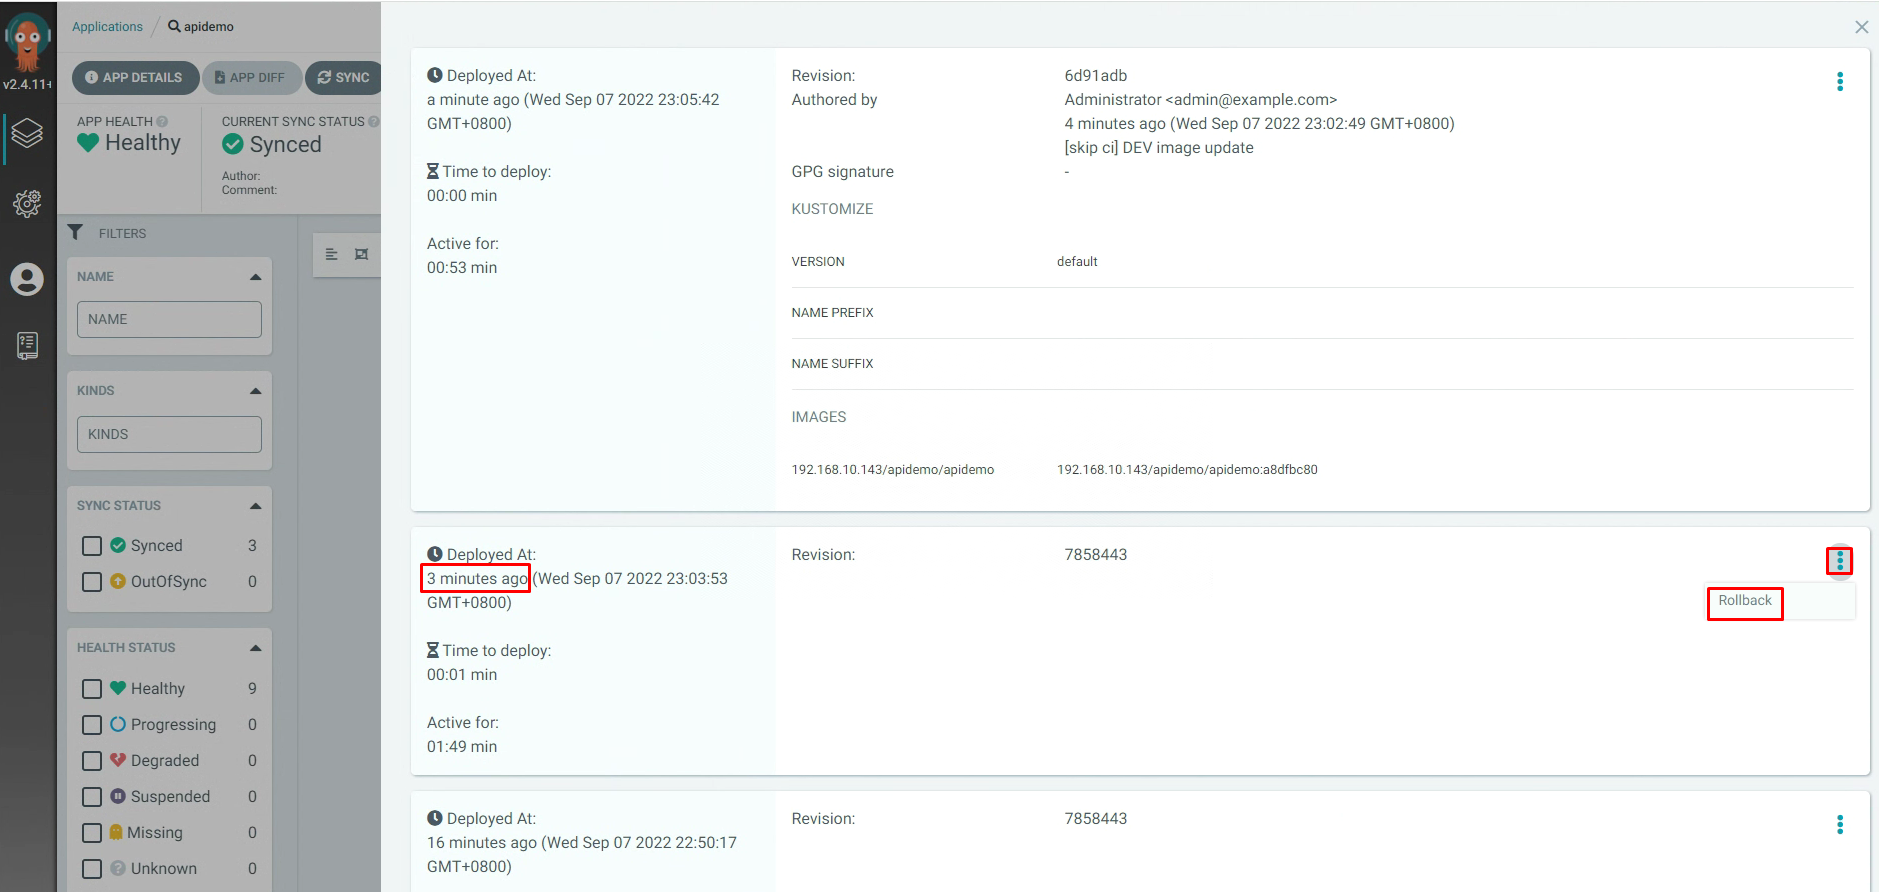 v2.4.11+
Applications / apidemo
APP DETAILS
APP DIFF
SYNC
APP HEALTH
Healthy
CURRENT SYNC STATUS
Synced
Author:
Comment:
FILTERS
NAME
NAME
KINDS
KINDS
SYNC STATUS
Synced 3
OutOfSync 0
HEALTH STATUS
Healthy 9
Progressing 0
Degraded 0
Suspended 0
Missing 0
Unknown 0
Deployed At:
a minute ago (Wed Sep 07 2022 23:05:42
GMT+0800)
Time to deploy:
00:00 min
Active for:
00:53 min
Revision: 6d91adb
Authored by Administrator <admin@example.com>
4 minutes ago (Wed Sep 07 2022 23:02:49 GMT+0800)
[skip ci] DEV image update
GPG signature -
KUSTOMIZE
VERSION default
NAME PREFIX
NAME SUFFIX
IMAGES
192.168.10.143/apidemo/apidemo 192.168.10.143/apidemo/apidemo:a8dfbc80
Deployed At:
3 minutes ago (Wed Sep 07 2022 23:03:53
GMT+0800)
Time to deploy:
00:01 min
Active for:
01:49 min
Revision: 7858443
Rollback
Deployed At:
16 minutes ago (Wed Sep 07 2022 22:50:17
GMT+0800)
Revision: 7858443